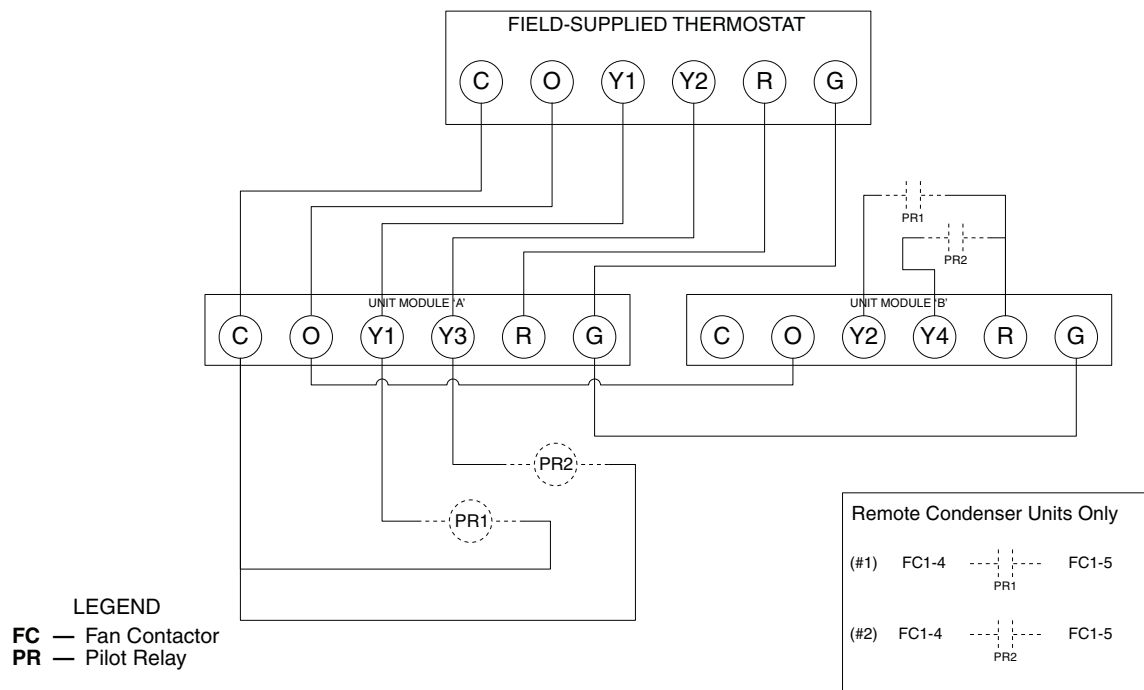 FIELD-SUPPLIED THERMOSTAT
C O Y1 Y2 R G
PR1
PR2
UNIT MODULE 'A'
C O Y1 Y3 R G
UNIT MODULE 'B'
C O Y2 Y4 R G
PR2
PR1
Remote Condenser Units Only
(#1) FC1-4 FC1-5
PR1
(#2) FC1-4 FC1-5
PR2
LEGEND
FC — Fan Contactor
PR — Pilot Relay